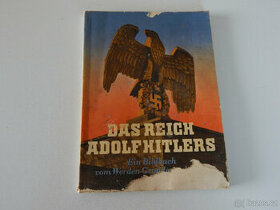 DAS REICH
ADOLF HITLERS
Ein Bildbuch
vom Werden